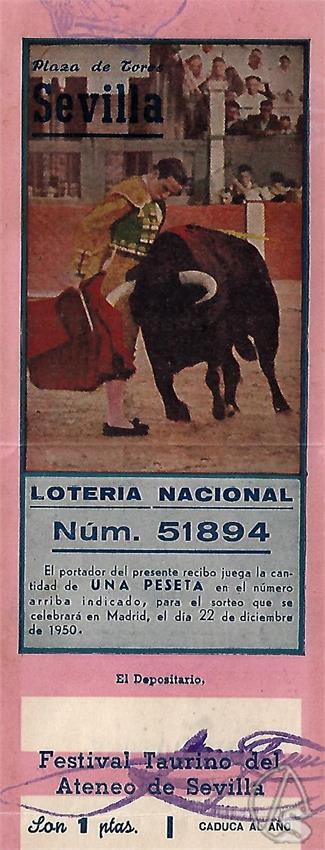 Plaza de Toros
Sevilla
LOTERIA NACIONAL
Núm. 51894
El portador del presente recibo juega la can-
tidad de UNA PESETA en el número
arriba indicado, para el sorteo que se
celebrará en Madrid, el día 22 de diciembre
de 1950.
El Depositario,
Festival Taurino del
Ateneo de Sevilla
Son 1 ptas.
CADUCA AL AÑO